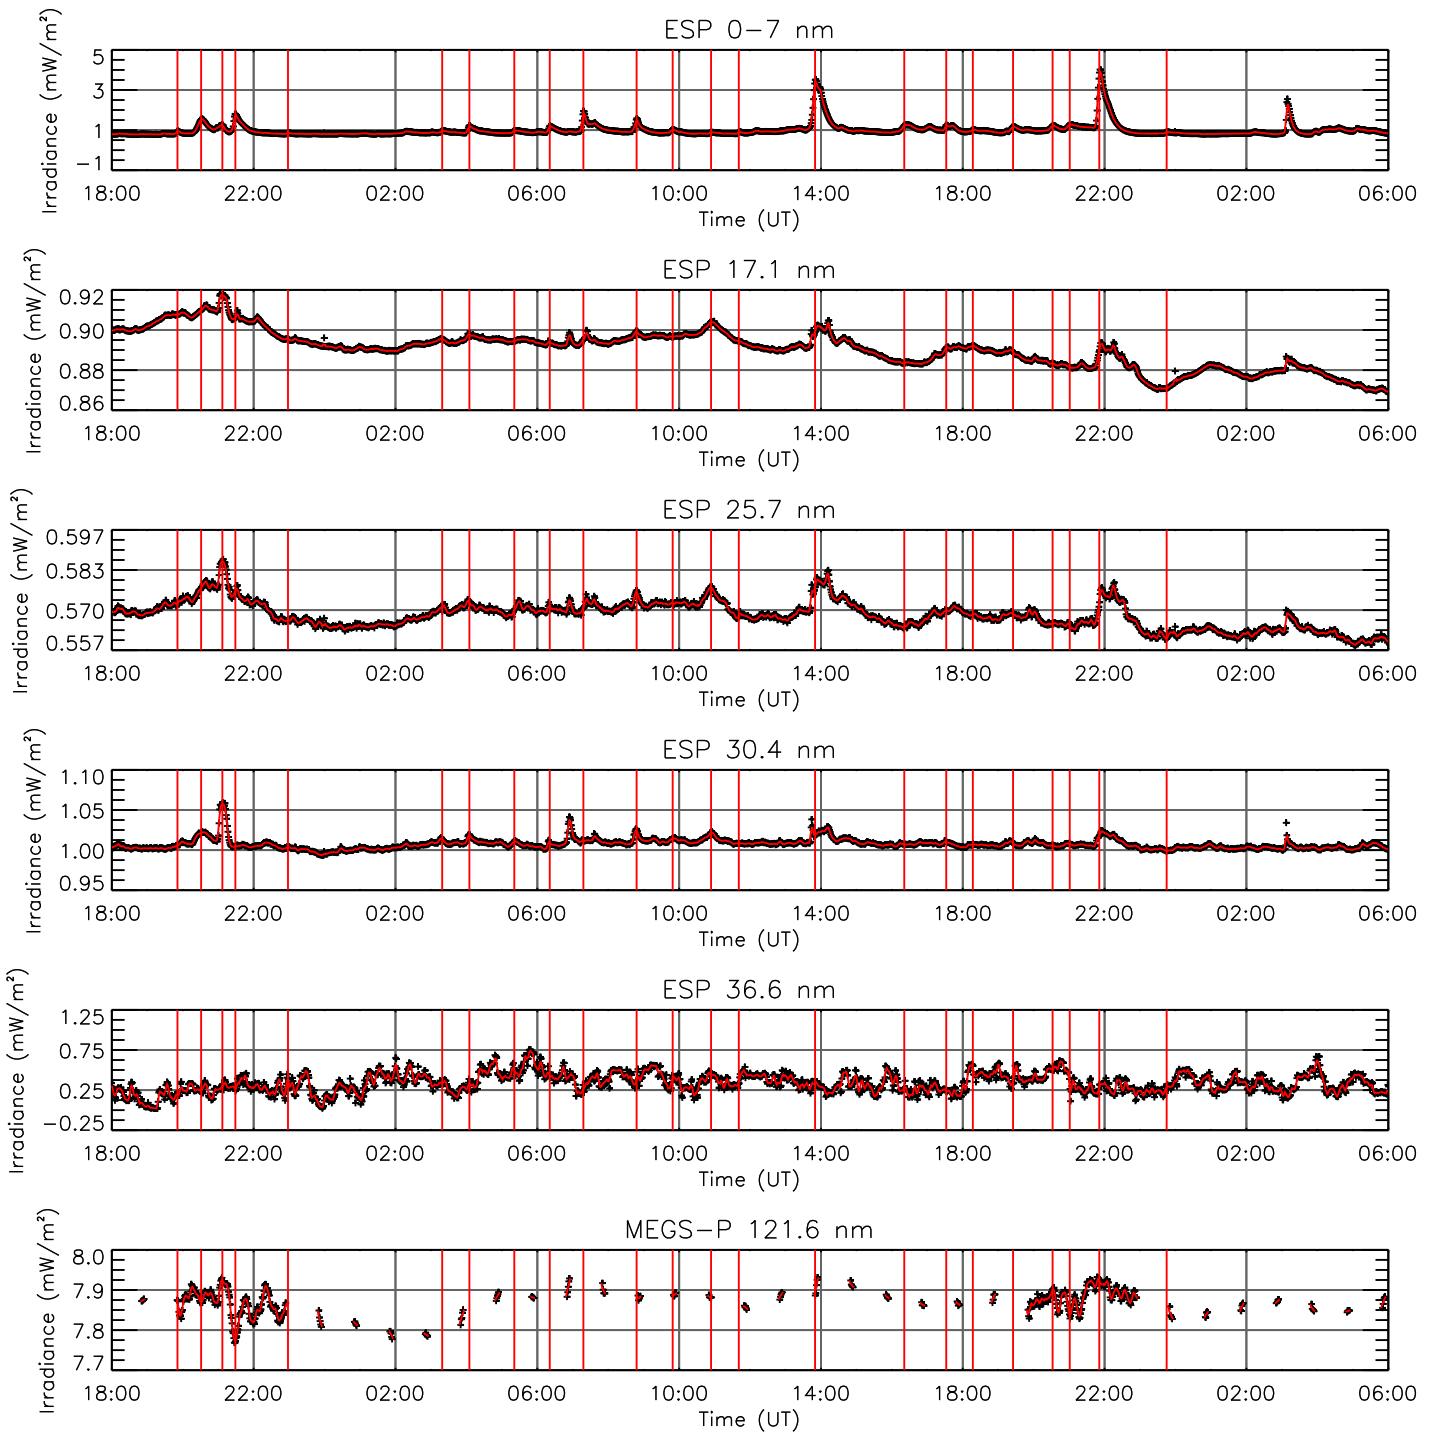 ESP 0−7 nm
Irradiance (mW/m²)
5
3
1
−1
18:00 22:00 02:00 06:00 10:00 14:00 18:00 22:00 02:00 06:00
Time (UT)
ESP 17.1 nm
Irradiance (mW/m²)
0.92
0.90
0.88
0.86
18:00 22:00 02:00 06:00 10:00 14:00 18:00 22:00 02:00 06:00
Time (UT)
ESP 25.7 nm
Irradiance (mW/m²)
0.597
0.583
0.570
0.557
18:00 22:00 02:00 06:00 10:00 14:00 18:00 22:00 02:00 06:00
Time (UT)
ESP 30.4 nm
Irradiance (mW/m²)
1.10
1.05
1.00
0.95
18:00 22:00 02:00 06:00 10:00 14:00 18:00 22:00 02:00 06:00
Time (UT)
ESP 36.6 nm
Irradiance (mW/m²)
1.25
0.75
0.25
−0.25
18:00 22:00 02:00 06:00 10:00 14:00 18:00 22:00 02:00 06:00
Time (UT)
MEGS−P 121.6 nm
Irradiance (mW/m²)
8.0
7.9
7.8
7.7
18:00 22:00 02:00 06:00 10:00 14:00 18:00 22:00 02:00 06:00
Time (UT)